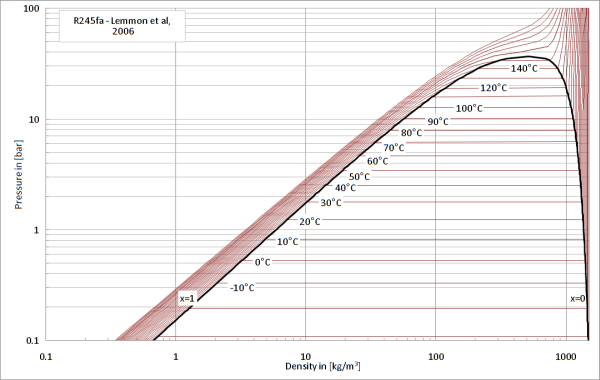 R245fa - Lemmon et al,
2006
Pressure in [bar]
100
10
1
0.1
140°C
120°C
100°C
90°C
80°C
70°C
60°C
50°C
40°C
30°C
20°C
10°C
0°C
-10°C
x=1
x=0
0.1
1
10
100
1000
Density in [kg/m³]